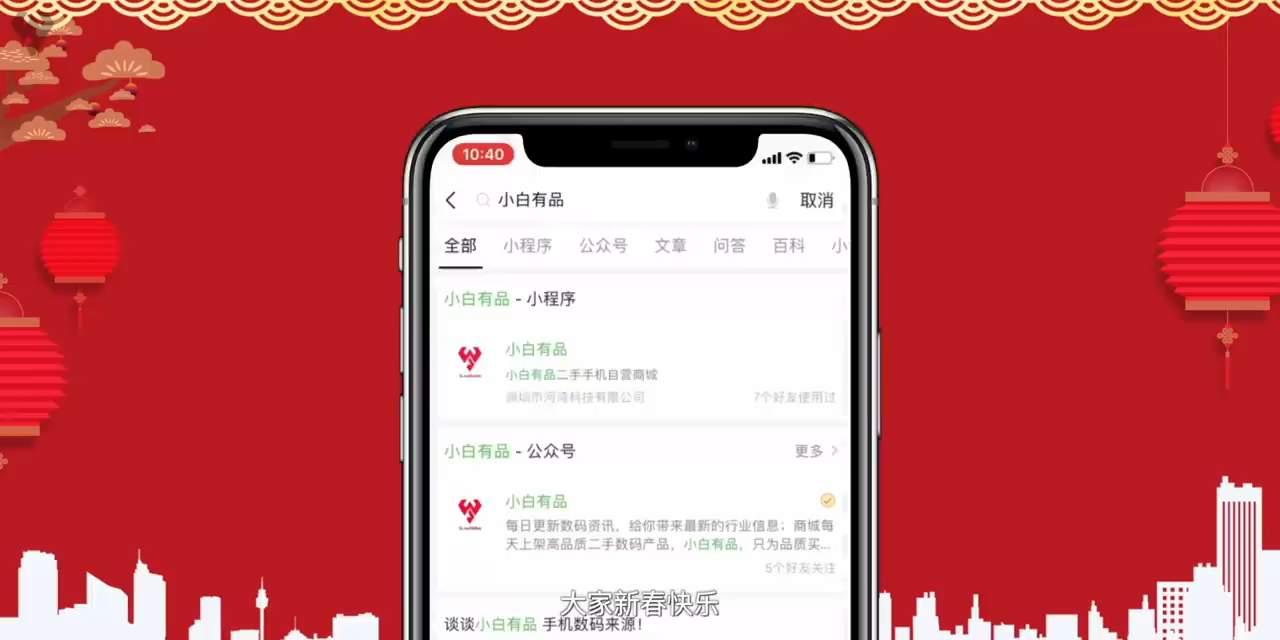 10:40
小白有品
取消
全部 小程序 公众号 文章 问答 百科 小
小白有品 - 小程序
小白有品
小白有品二手手机自营商城
深圳市河湾科技有限公司 7个好友使用过
小白有品 - 公众号 更多
小白有品
每日更新数码资讯，给你带来最新的行业信息；商城每
天上架高品质二手数码产品，小白有品，只为品质买...
5个好友关注
大家新春快乐
谈谈小白有品 手机数码来源！